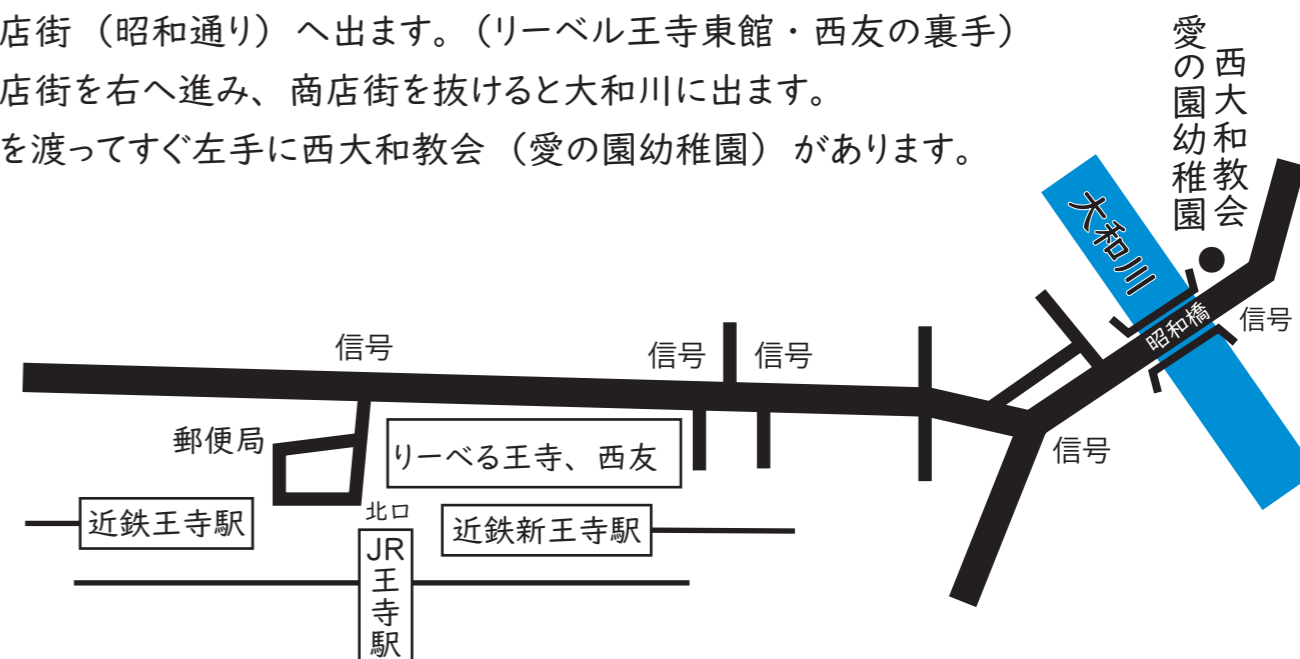 店街（昭和通り）へ出ます。（リーベル王寺東館・西友の裏手）
店街を右へ進み、商店街を抜けると大和川に出ます。
を渡ってすぐ左手に西大和教会（愛の園幼稚園）があります。
西大和教会
愛の園幼稚園
大和川
昭和橋
信号
信号
信号
信号
信号
郵便局
りーべる王寺、西友
近鉄王寺駅
北口
近鉄新王寺駅
JR王寺駅